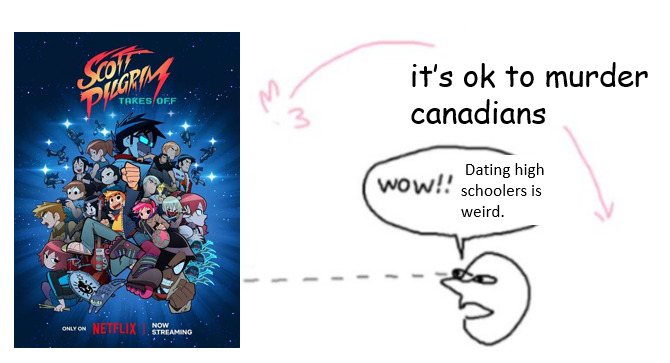 SCOTT
PILGRIM
TAKES OFF
it's ok to murder
canadians
wow!! Dating high
schoolers is
weird.
ONLY ON NETFLIX | NOW
STREAMING